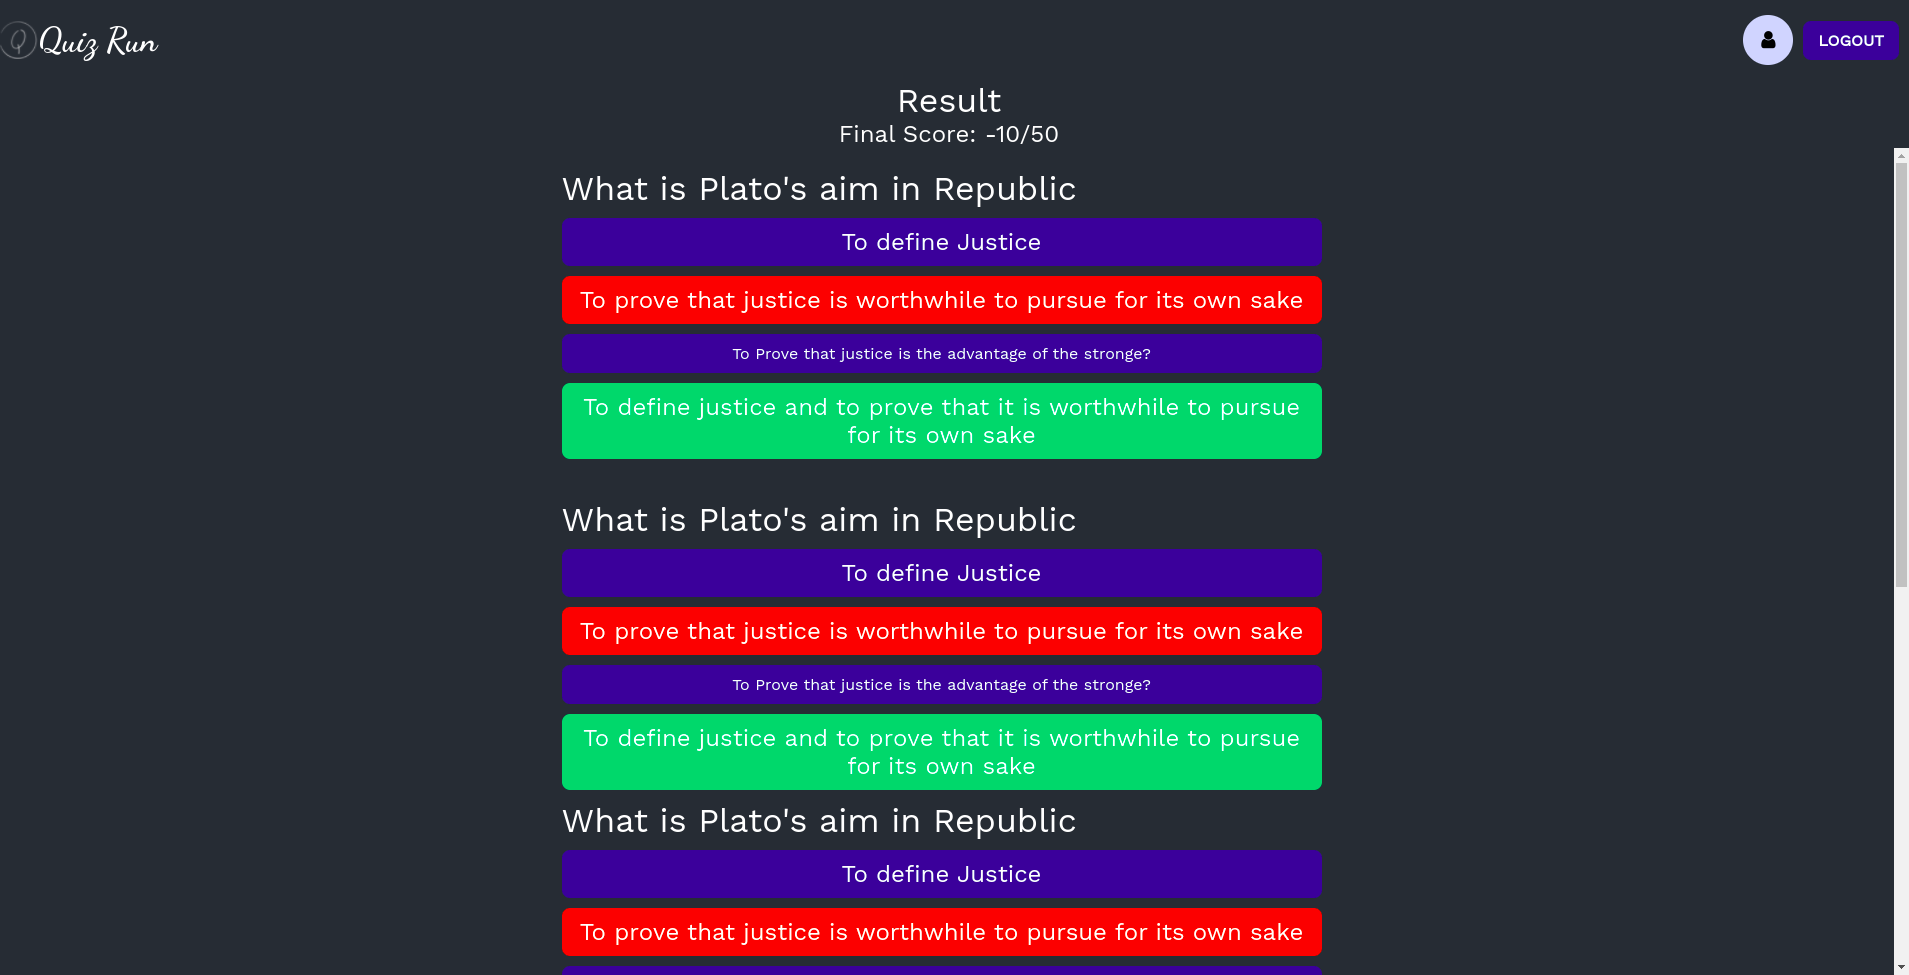 Q Quiz Run
LOGOUT
Result
Final Score: -10/50
What is Plato's aim in Republic
To define Justice
To prove that justice is worthwhile to pursue for its own sake
To Prove that justice is the advantage of the stronge?
To define justice and to prove that it is worthwhile to pursue
for its own sake
What is Plato's aim in Republic
To define Justice
To prove that justice is worthwhile to pursue for its own sake
To Prove that justice is the advantage of the stronge?
To define justice and to prove that it is worthwhile to pursue
for its own sake
What is Plato's aim in Republic
To define Justice
To prove that justice is worthwhile to pursue for its own sake